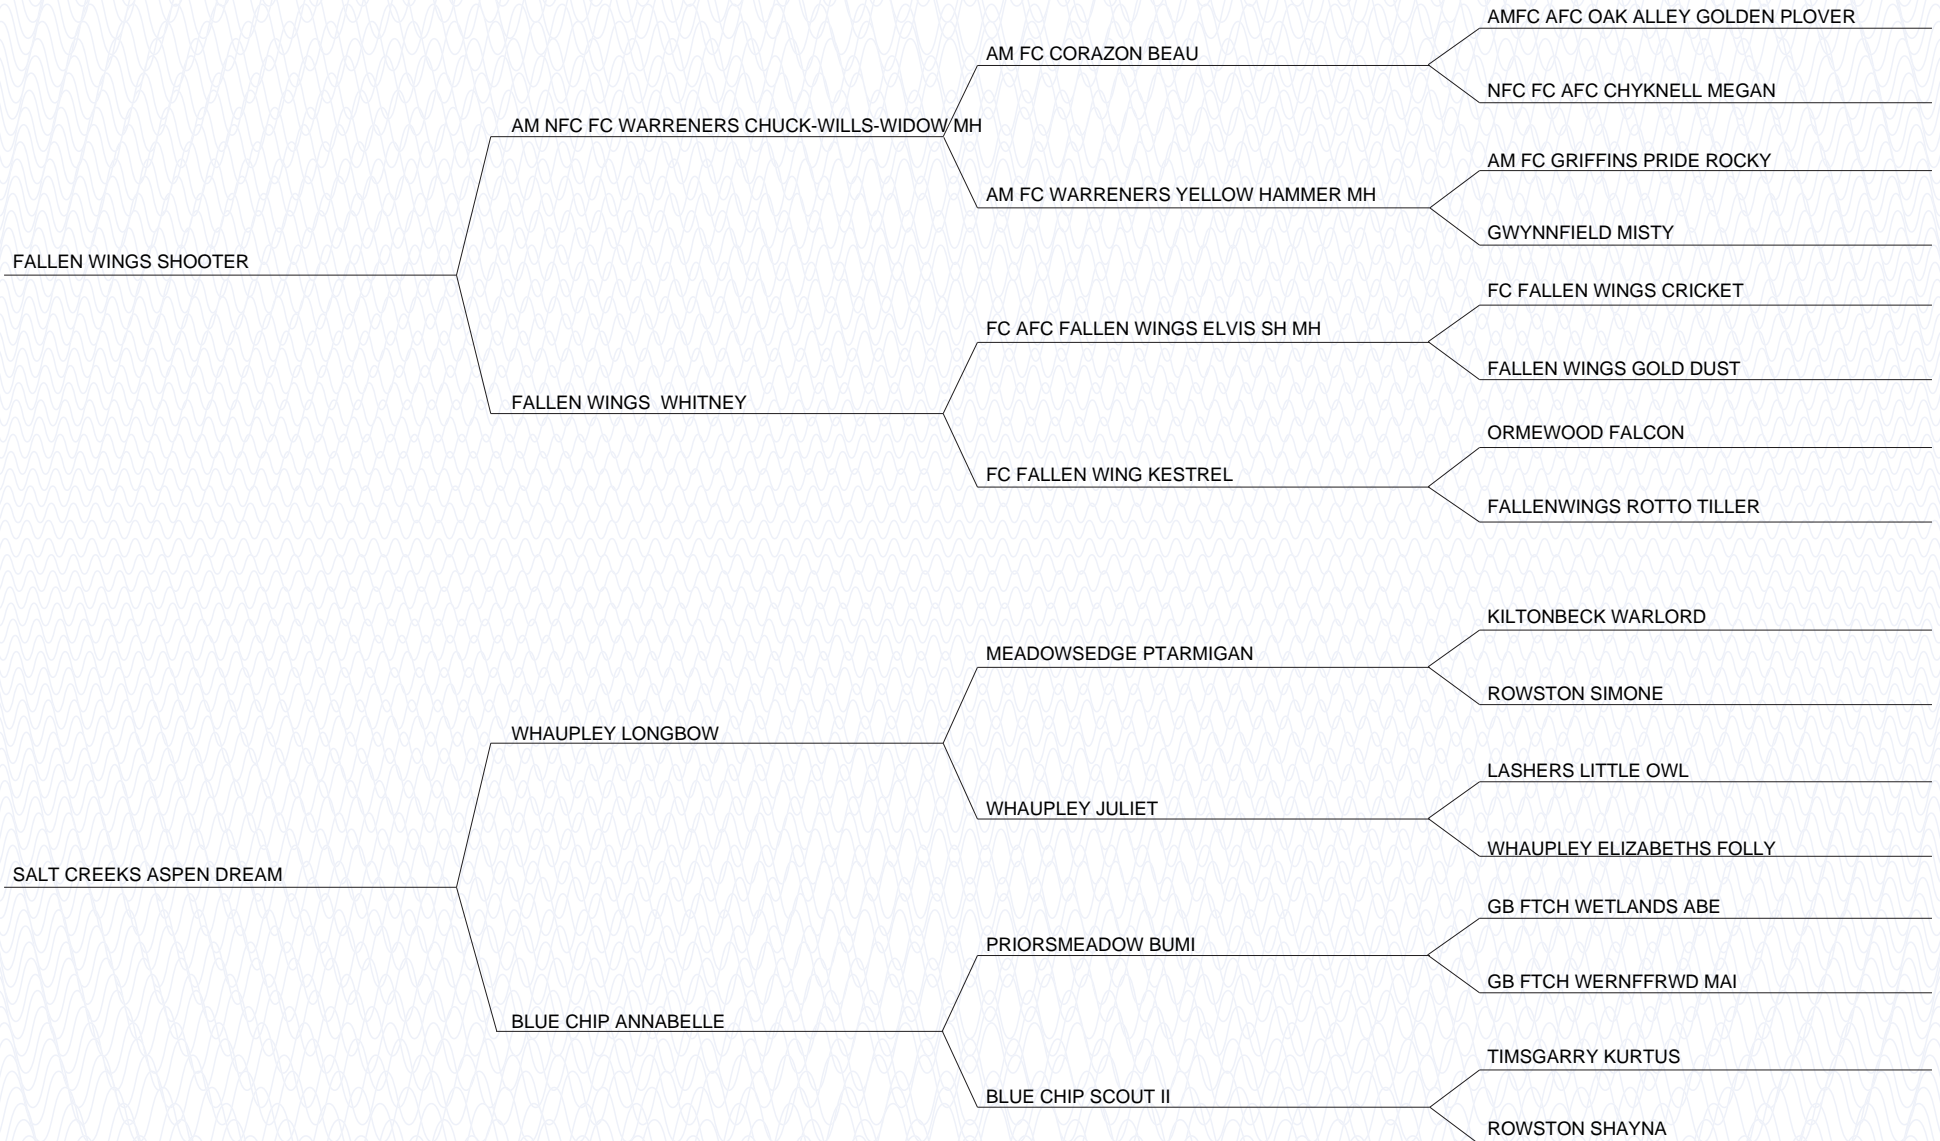 AMFC AFC OAK ALLEY GOLDEN PLOVER
AM FC CORAZON BEAU
NFC FC AFC CHYKNELL MEGAN
AM NFC FC WARRENERS CHUCK-WILLS-WIDOW MH
AM FC GRIFFINS PRIDE ROCKY
AM FC WARRENERS YELLOW HAMMER MH
GWYNNFIELD MISTY
FALLEN WINGS SHOOTER
FC FALLEN WINGS CRICKET
FC AFC FALLEN WINGS ELVIS SH MH
FALLEN WINGS GOLD DUST
FALLEN WINGS  WHITNEY
ORMEWOOD FALCON
FC FALLEN WING KESTREL
FALLENWINGS ROTTO TILLER
KILTONBECK WARLORD
MEADOWSEDGE PTARMIGAN
ROWSTON SIMONE
WHAUPLEY LONGBOW
LASHERS LITTLE OWL
WHAUPLEY JULIET
WHAUPLEY ELIZABETHS FOLLY
SALT CREEKS ASPEN DREAM
GB FTCH WETLANDS ABE
PRIORSMEADOW BUMI
GB FTCH WERNFFRWD MAI
BLUE CHIP ANNABELLE
TIMSGARRY KURTUS
BLUE CHIP SCOUT II
ROWSTON SHAYNA